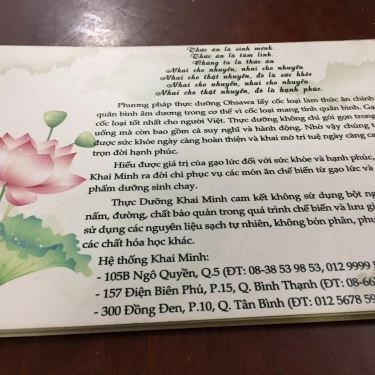 Thức ăn là sinh mệnh.
Thức ăn là tâm linh.
Chúng ta là thức ăn
Nhai cho nhuyễn, nhai cho nhuyễn
Nhai cho thật nhuyễn, đó là sức khỏe
Nhai cho nhuyễn, nhai cho nhuyễn
Nhai cho thật nhuyễn, đó là hạnh phúc.
Phương pháp thực dưỡng Ohsawa lấy cốc loại làm thức ăn chính
quân bình âm dương trong cơ thể vì cốc loại mang tính quân bình. Gạ
cốc loại tốt nhất cho người Việt. Thực dưỡng không chỉ gói gọn trong
uống mà còn bao gồm cả suy nghĩ và hành động. Nhờ vậy chúng t
được sức khỏe ngày càng hoàn thiện và khai mở trí tuệ ngày càng ca
trọn đời hạnh phúc.
Hiểu được giá trị của gạo lức đối với sức khỏe và hạnh phúc,
Khai Minh ra đời chỉ phục vụ các món ăn chế biến từ gạo lức và
phẩm dưỡng sinh chay.
Thực Dưỡng Khai Minh cam kết không sử dụng bột ng
nấm, đường, chất bảo quản trong quá trình chế biến và lưu gi
sử dụng các nguyên liệu sạch tự nhiên, không bón phân, phu
các chất hóa học khác.
Hệ thống Khai Minh:
- 105B Ngô Quyền, Q.5 (ĐT: 08-38 53 98 53, 012 9999 5
- 157 Điện Biên Phủ, P.15, Q. Bình Thạnh (ĐT: 08-66
- 300 Đồng Đen, P.10, Q. Tân Bình (ĐT: 012 5678 59